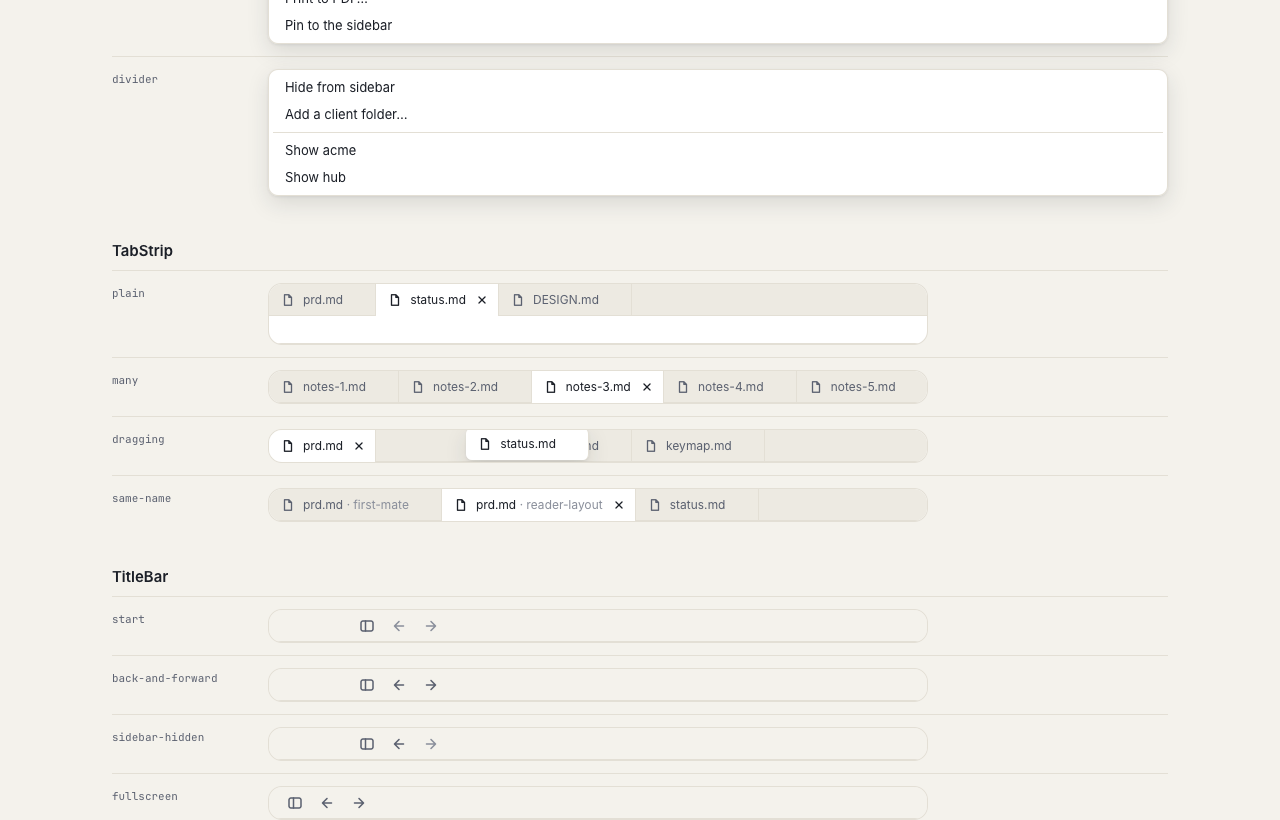 Print to PDF...
Pin to the sidebar
divider
Hide from sidebar
Add a client folder...
Show acme
Show hub
TabStrip
plain
prd.md status.md DESIGN.md
many
notes-1.md notes-2.md notes-3.md notes-4.md notes-5.md
dragging
prd.md status.md keymap.md
same-name
prd.md · first-mate prd.md · reader-layout status.md
TitleBar
start
back-and-forward
sidebar-hidden
fullscreen